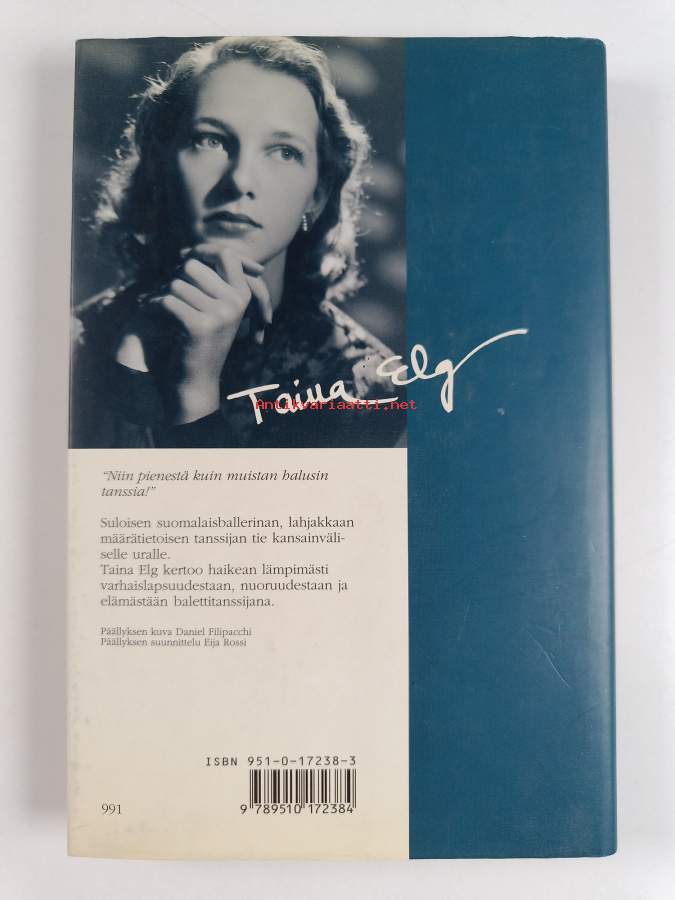 Taina Elg
Antikvariaatti.net
"Niin pienestä kuin muistan halusin
tanssia!"
Suloisen suomalaisballerinan, lahjakkaan
määrätietoisen tanssijan tie kansainväli-
selle uralle.
Taina Elg kertoo haikean lämpimästi
varhaislapsuudestaan, nuoruudestaan ja
elämästään balettitanssijana.
Päällyksen kuva Daniel Filipacchi
Päällyksen suunnittelu Eija Rossi
ISBN 951-0-17238-3
991
9 789510 172384